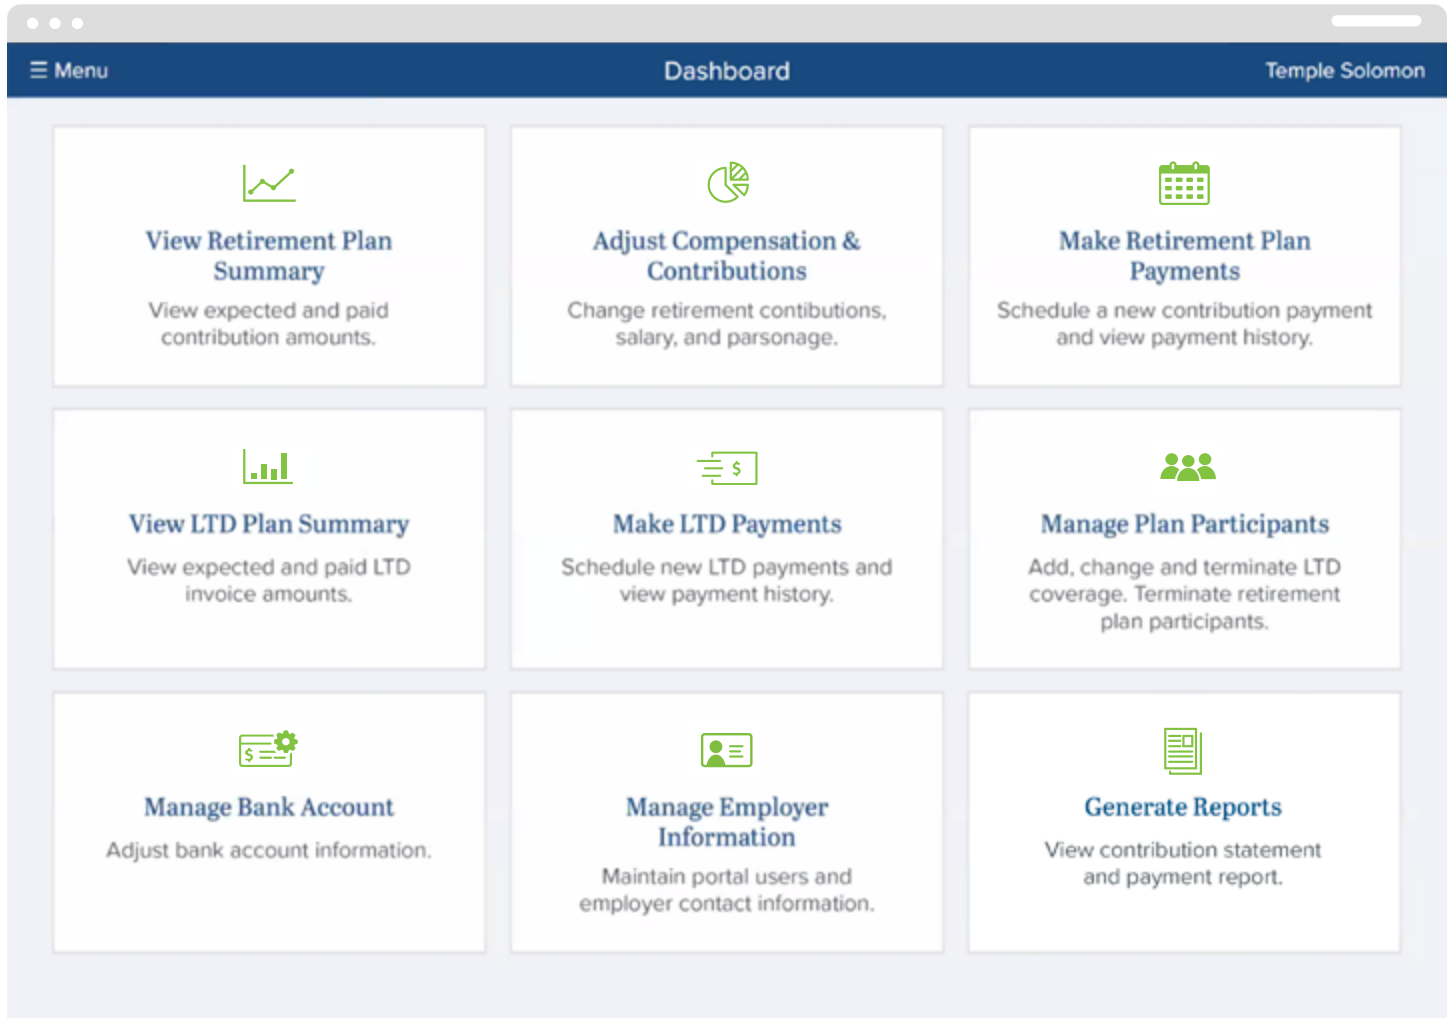 ☰ Menu
Dashboard
Temple Solomon
View Retirement Plan
Summary
View expected and paid
contribution amounts.
Adjust Compensation &
Contributions
Change retirement contibutions,
salary, and parsonage.
Make Retirement Plan
Payments
Schedule a new contribution payment
and view payment history.
View LTD Plan Summary
View expected and paid LTD
invoice amounts.
$
Make LTD Payments
Schedule new LTD payments and
view payment history.
Manage Plan Participants
Add, change and terminate LTD
coverage. Terminate retirement
plan participants.
$
Manage Bank Account
Adjust bank account information.
Manage Employer
Information
Maintain portal users and
employer contact information.
Generate Reports
View contribution statement
and payment report.